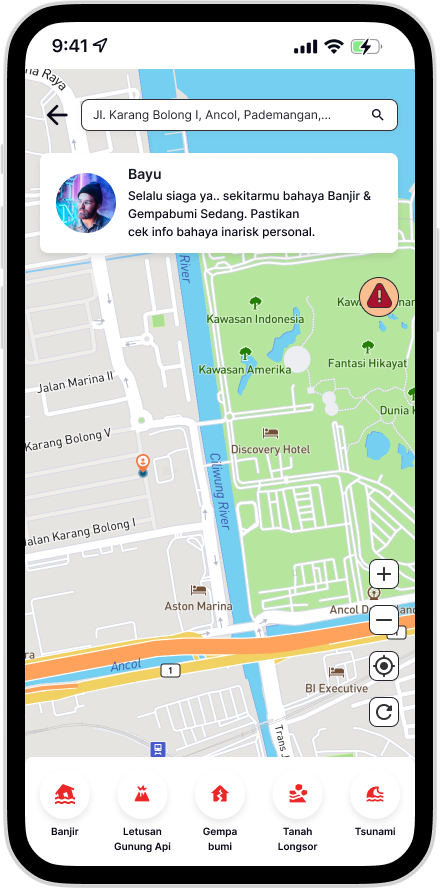 9:41
Raya
Jl. Karang Bolong I, Ancol, Pademangan,...
Bayu
Selalu siaga ya.. sekitarmu bahaya Banjir &
Gempabumi Sedang. Pastikan
cek info bahaya inarisk personal.
River
Kawasan Indonesia
Kawasan Amerika
Fantasi Hikayat
Jalan Marina II
Dunia
Karang Bolong V
Discovery Hotel
Ciliwung River
Jalan Karang Bolong I
Aston Marina
Ancol
1
Ancol
BI Executive
Trans
Banjir
Letusan
Gunung Api
Gempa
bumi
Tanah
Longsor
Tsunami